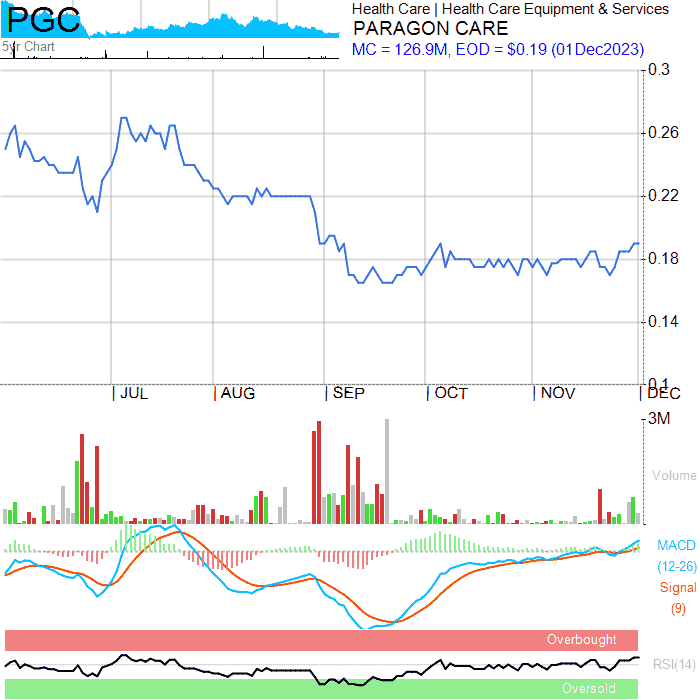 PGC
5yr Chart
Health Care | Health Care Equipment & Services
PARAGON CARE
MC = 126.9M, EOD = $0.19 (01Dec2023)
0.3
0.26
0.22
0.18
0.14
0.1
JUL AUG SEP OCT NOV DEC
3M
Volume
MACD
(12-26)
Signal
(9)
Overbought
RSI(14)
Oversold